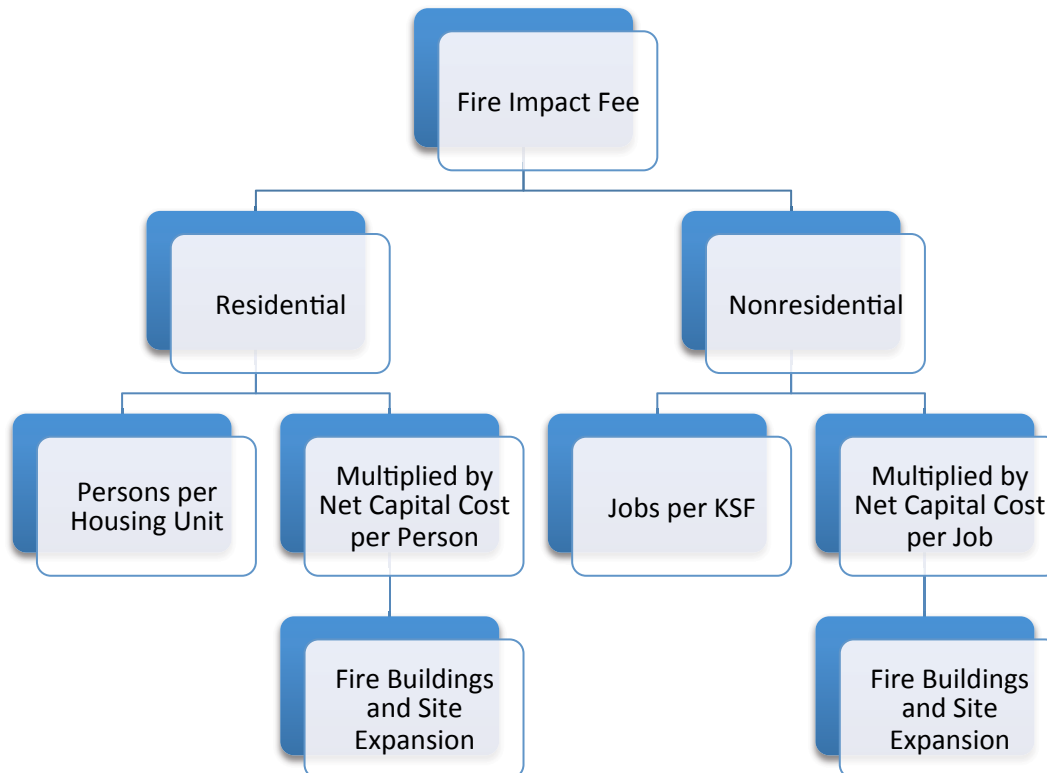 Fire Impact Fee
Residential
Nonresidential
Persons per
Housing Unit
Multiplied by
Net Capital Cost
per Person
Jobs per KSF
Multiplied by
Net Capital Cost
per Job
Fire Buildings
and Site
Expansion
Fire Buildings
and Site
Expansion